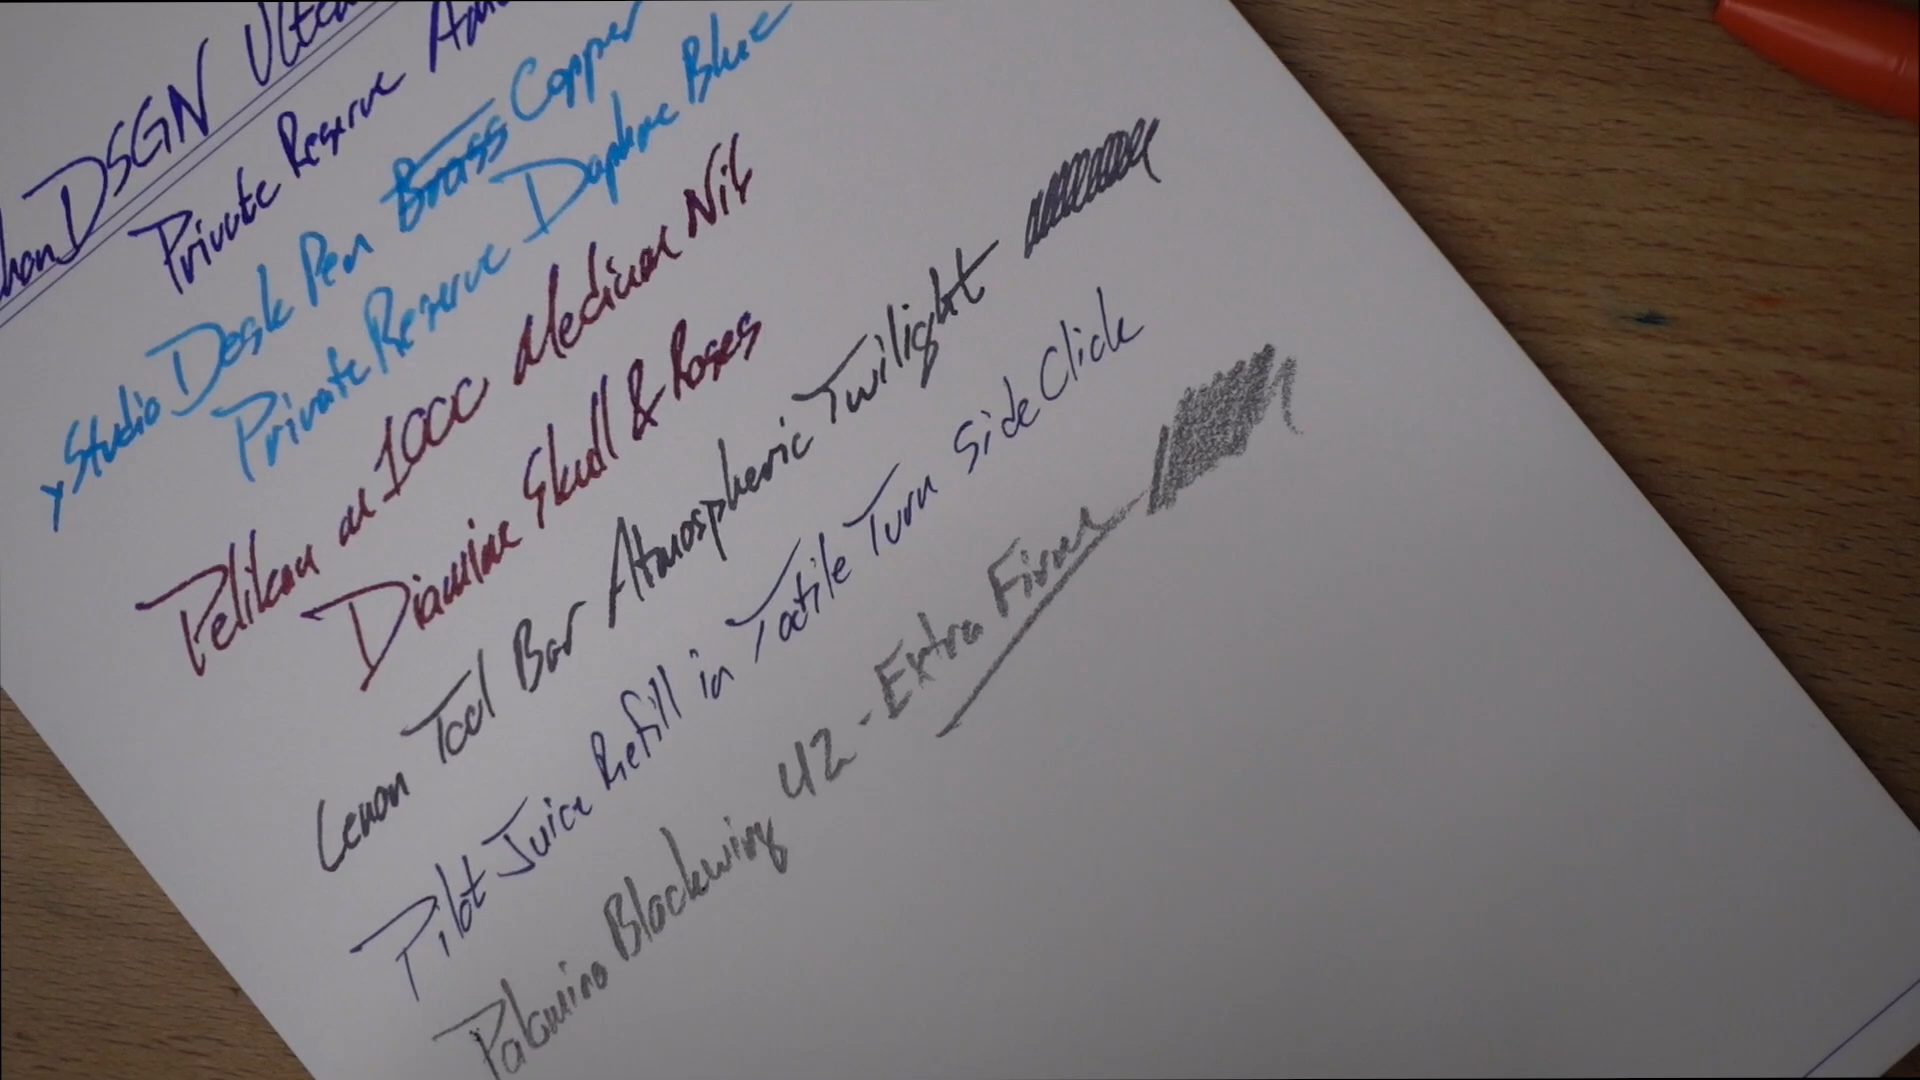 DSGN
Private Reserve
yStudio Desk Pen Brass Copper
Private Reserve Daphne Blue
Pelikan m 1000 Medium Nib
Diamine Skull & Roses
Lemon Tool Bar Atmospheric Twilight
Pilot Juice Refill in Tactile Turn Side Click
Palomino Blackwing 42 - Extra Firm